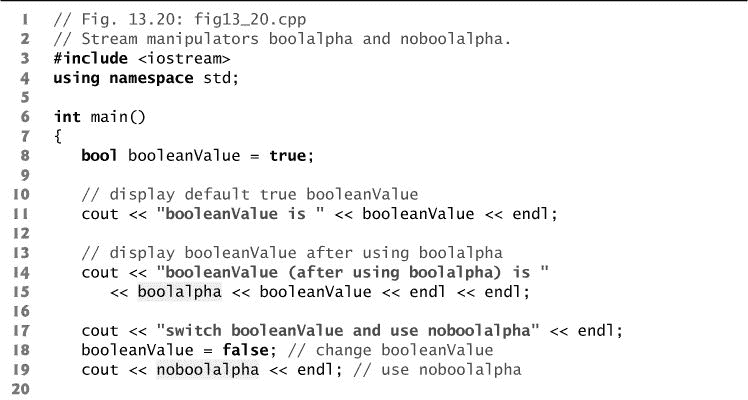 1 // Fig. 13.20: fig13_20.cpp
2 // Stream manipulators boolalpha and noboolalpha.
3 #include <iostream>
4 using namespace std;
5
6 int main()
7 {
8    bool booleanValue = true;
9
10    // display default true booleanValue
11    cout << "booleanValue is " << booleanValue << endl;
12
13    // display booleanValue after using boolalpha
14    cout << "booleanValue (after using boolalpha) is "
15       << boolalpha << booleanValue << endl << endl;
16
17    cout << "switch booleanValue and use noboolalpha" << endl;
18    booleanValue = false; // change booleanValue
19    cout << noboolalpha << endl; // use noboolalpha
20